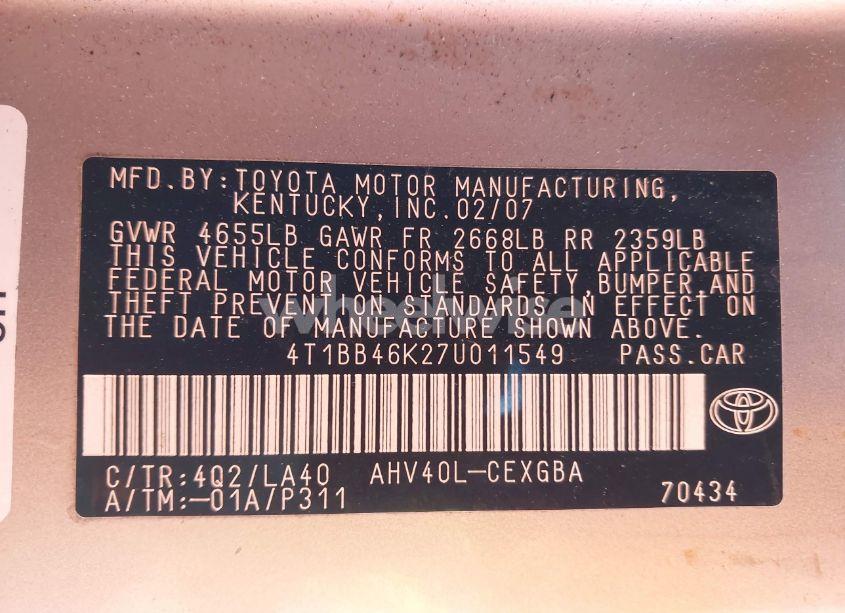 MFD.BY:TOYOTA MOTOR MANUFACTURING,
KENTUCKY,INC.02/07
GVWR 4655LB GAWR FR 2668LB RR 2359LB
THIS VEHICLE CONFORMS TO ALL APPLICABLE
FEDERAL MOTOR VEHICLE SAFETY,BUMPER,AND
THEFT PREVENTION STANDARDS IN EFFECT ON
THE DATE OF MANUFACTURE SHOWN ABOVE.
4T1BB46K27U011549 PASS.CAR
C/TR:4Q2/LA40 AHV40L-CEXGBA
A/TM:-01A/P311 70434